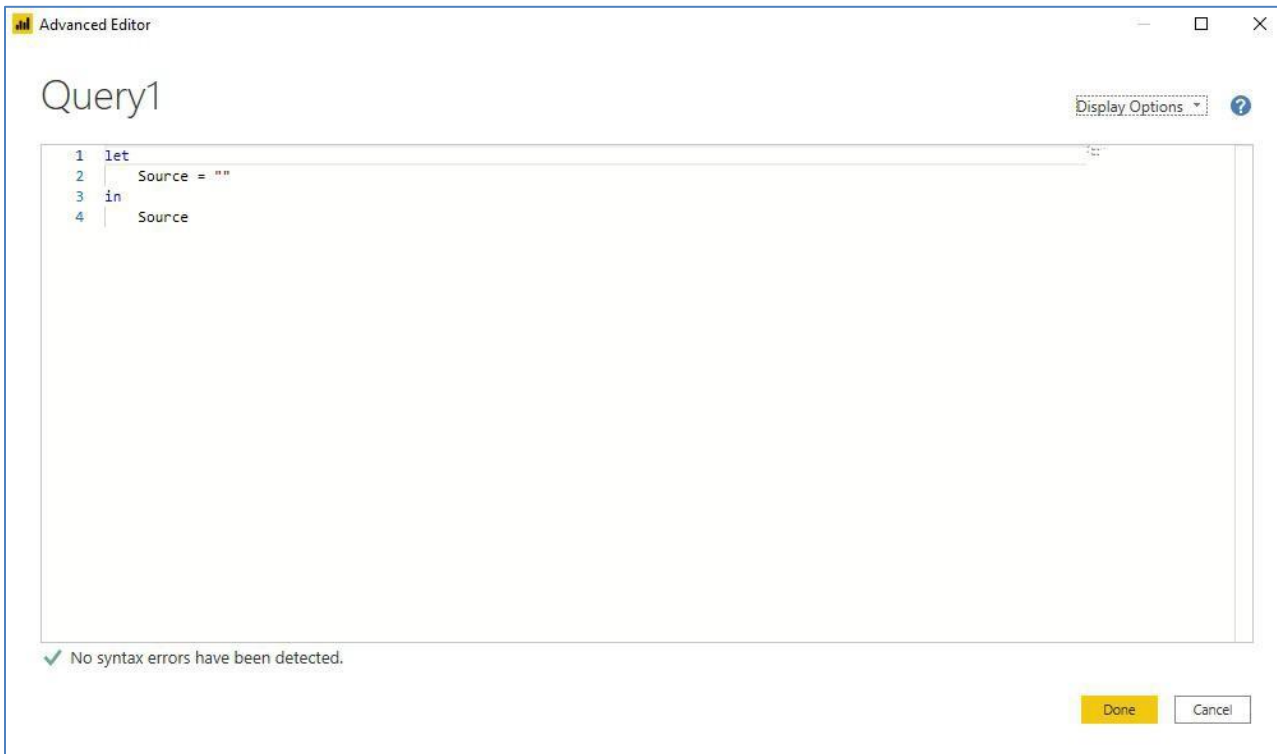 Advanced Editor
Query1
Display Options
?
1 let
2 Source = ""
3 in
4 Source
No syntax errors have been detected.
Done Cancel